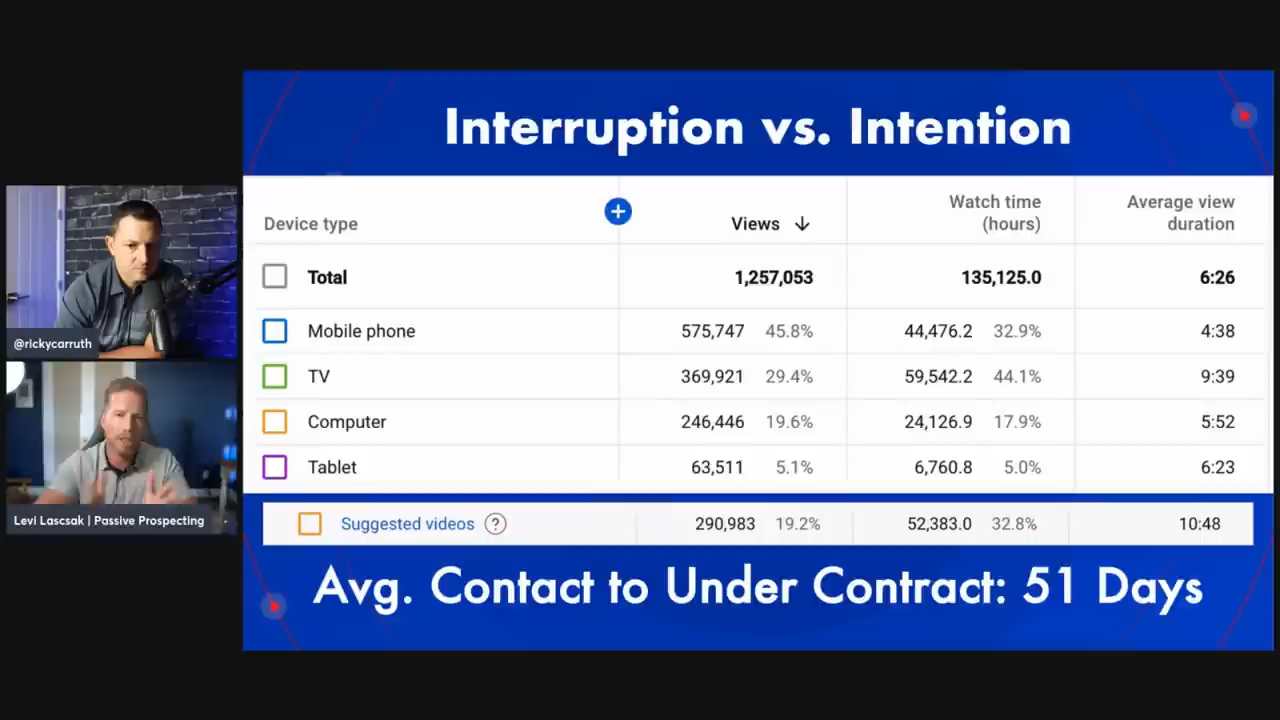 Interruption vs. Intention
Device type
Views
Watch time
(hours)
Average view
duration
Total 1,257,053 135,125.0 6:26
Mobile phone 575,747 45.8% 44,476.2 32.9% 4:38
TV 369,921 29.4% 59,542.2 44.1% 9:39
Computer 246,446 19.6% 24,126.9 17.9% 5:52
Tablet 63,511 5.1% 6,760.8 5.0% 6:23
Suggested videos ? 290,983 19.2% 52,383.0 32.8% 10:48
Avg. Contact to Under Contract: 51 Days
@rickycarruth
Levi Lascsak | Passive Prospecting